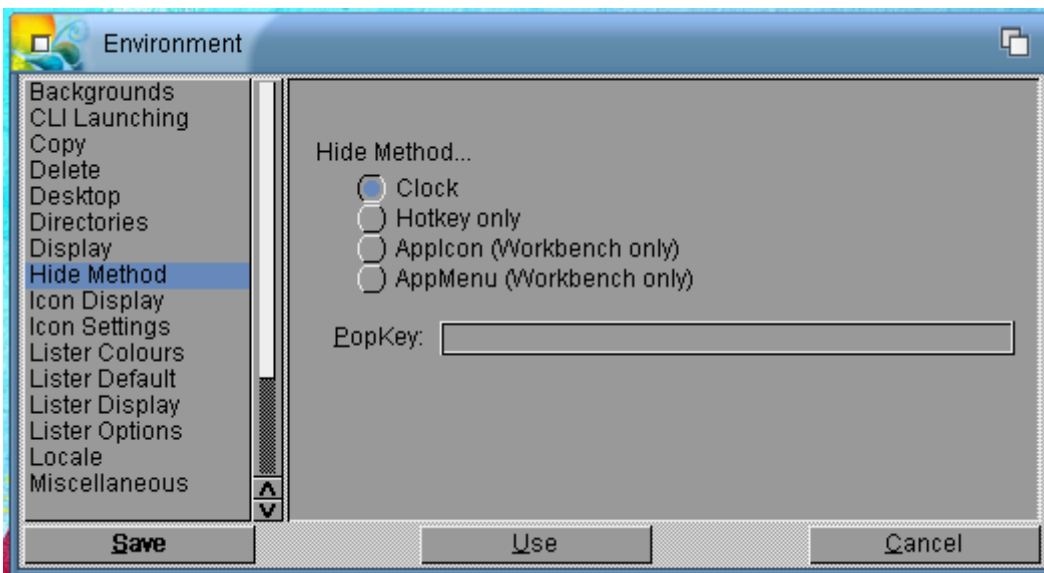 Environment
Backgrounds
CLI Launching
Copy
Delete
Desktop
Directories
Display
Hide Method
Icon Display
Icon Settings
Lister Colours
Lister Default
Lister Display
Lister Options
Locale
Miscellaneous
Hide Method...
Clock
Hotkey only
AppIcon (Workbench only)
AppMenu (Workbench only)
PopKey:
Save
Use
Cancel